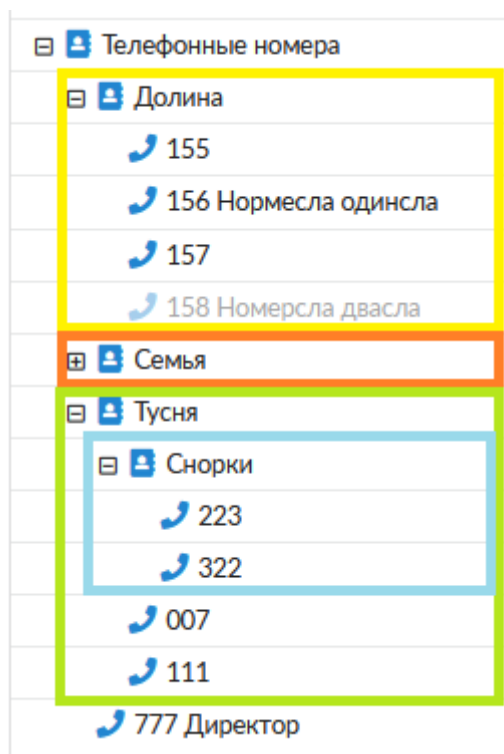 Телефонные номера
Долина
155
156 Нормесла одинсла
157
158 Номерсла двасла
Семья
Тусня
Снорки
223
322
007
111
777 Директор